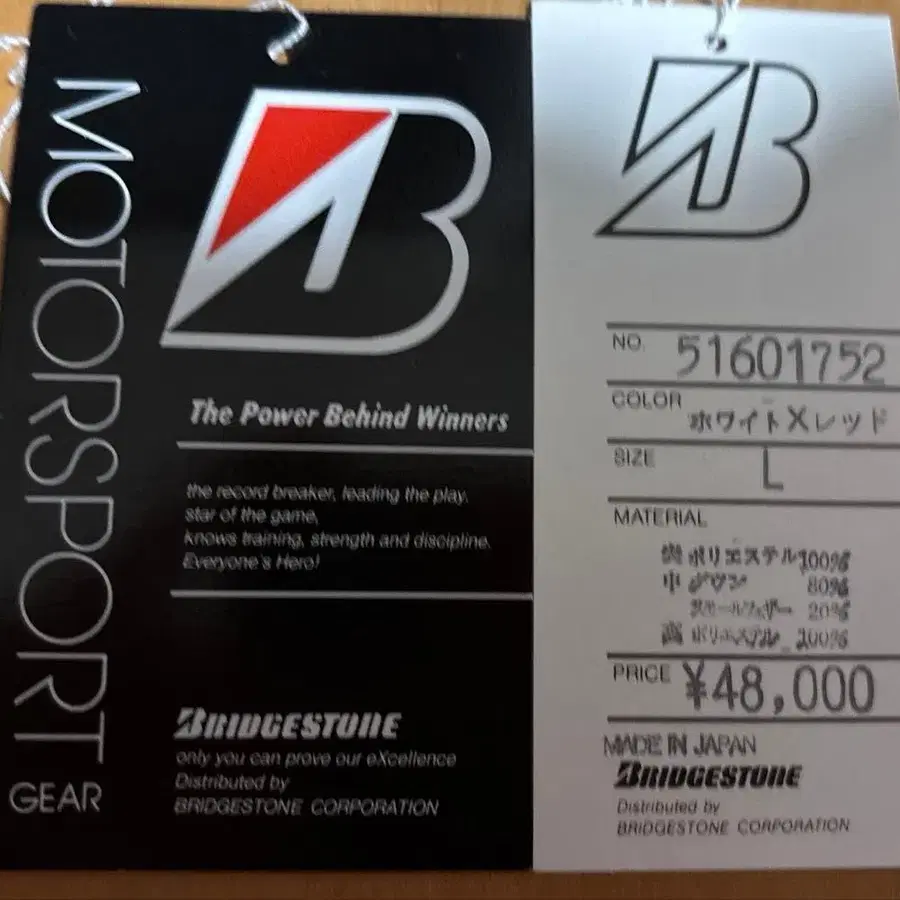 MOTORSPORT
GEAR
The Power Behind Winners
the record breaker, leading the play.
star of the game,
knows training, strength and discipline.
Everyone's Hero!
BRIDGESTONE
only you can prove our eXcellence
Distributed by
BRIDGESTONE CORPORATION
NO. 51601752
COLOR ホワイト×レッド
SIZE L
MATERIAL
ポリエステル100%
中 ダウン 80%
スモールフェザー 20%
ポリエステル 100%
PRICE ¥48,000
MADE IN JAPAN
BRIDGESTONE
Distributed by
BRIDGESTONE CORPORATION